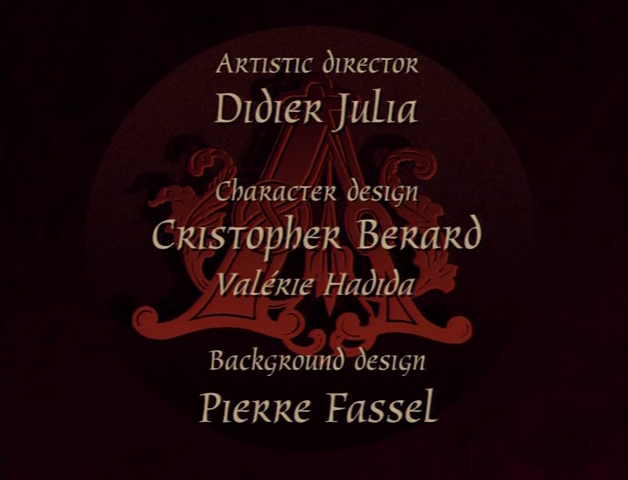 Artistic director
Didier Julia
Character design
Cristopher Berard
Valérie Hadida
Background design
Pierre Fassel